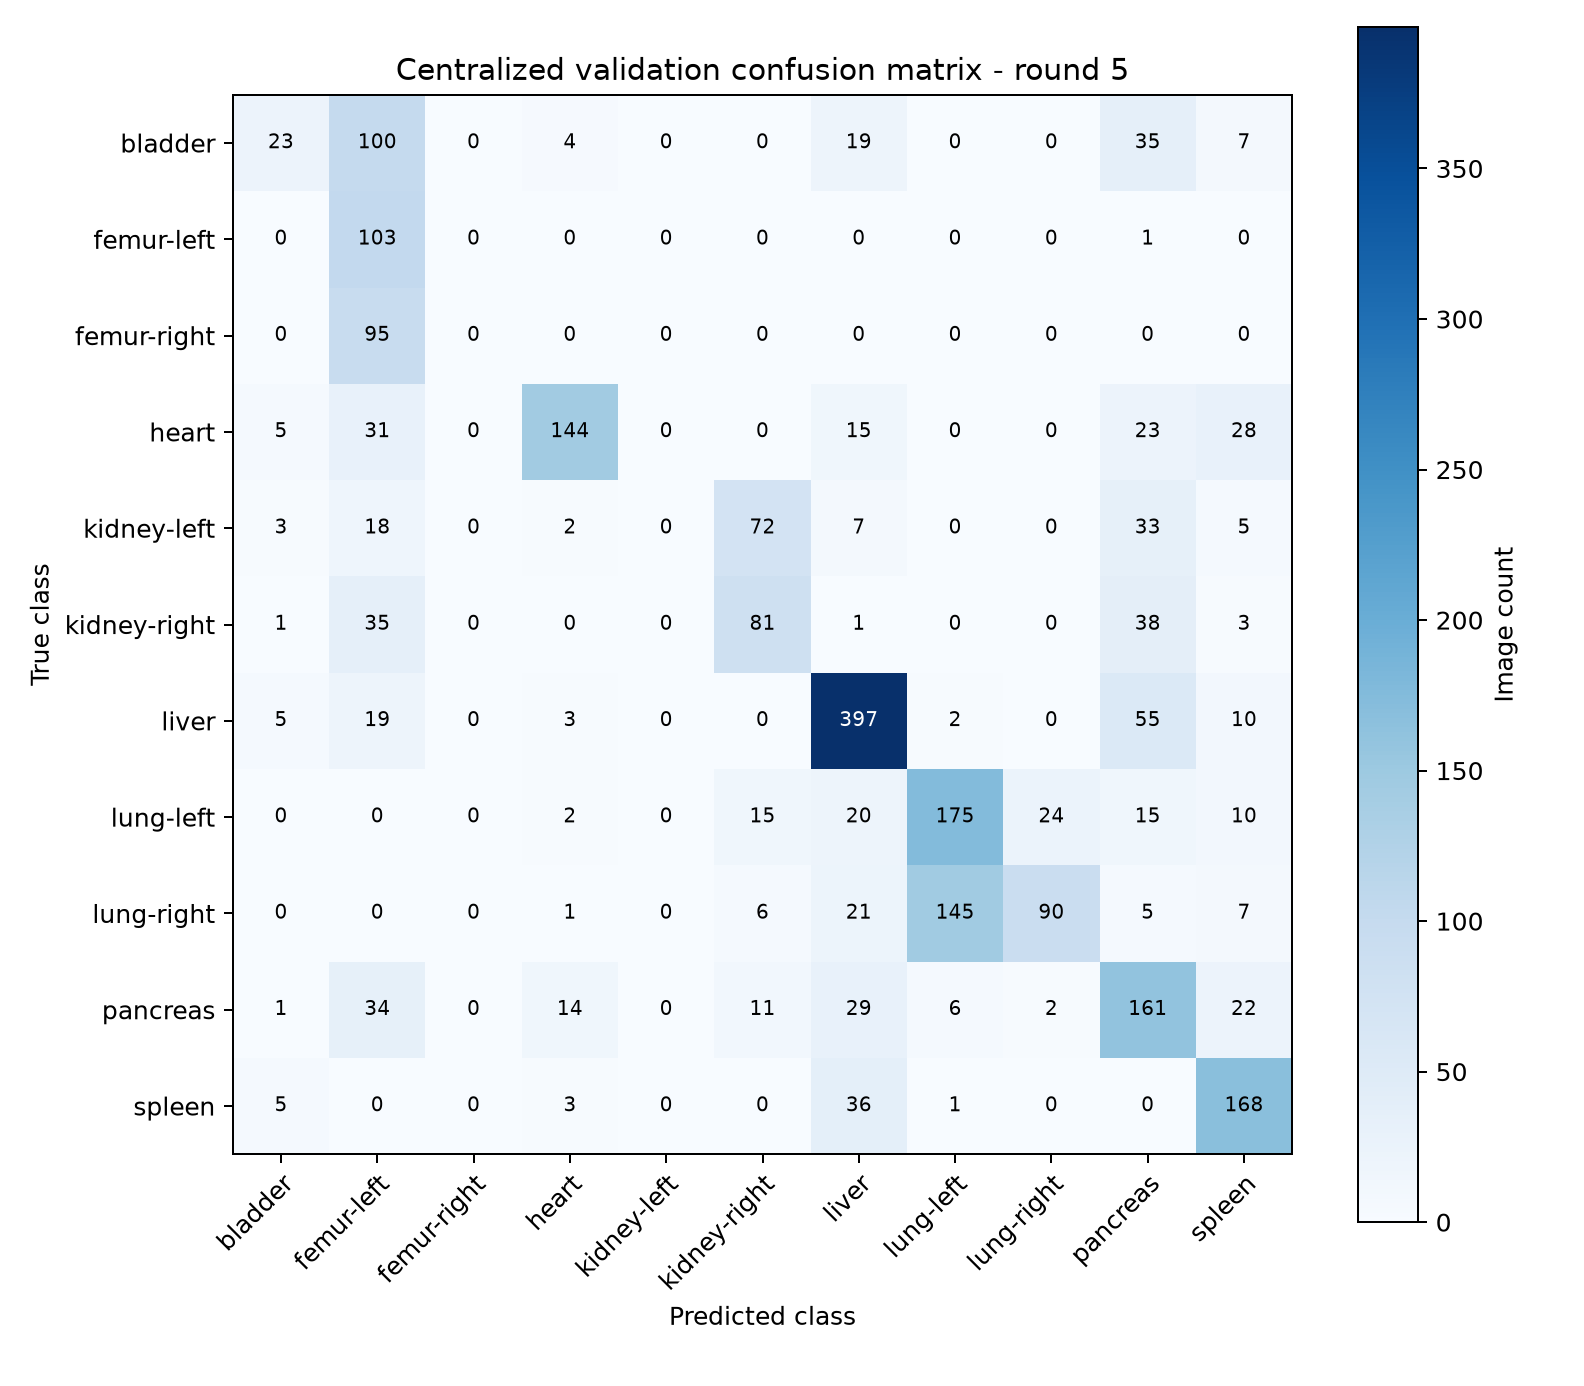 Centralized validation confusion matrix - round 5
bladder 23 100 0 4 0 0 19 0 0 35 7
femur-left 0 103 0 0 0 0 0 0 0 1 0
femur-right 0 95 0 0 0 0 0 0 0 0 0
heart 5 31 0 144 0 0 15 0 0 23 28
kidney-left 3 18 0 2 0 72 7 0 0 33 5
kidney-right 1 35 0 0 0 81 1 0 0 38 3
liver 5 19 0 3 0 0 397 2 0 55 10
lung-left 0 0 0 2 0 15 20 175 24 15 10
lung-right 0 0 0 1 0 6 21 145 90 5 7
pancreas 1 34 0 14 0 11 29 6 2 161 22
spleen 5 0 0 3 0 0 36 1 0 0 168
bladder femur-left femur-right heart kidney-left kidney-right liver lung-left lung-right pancreas spleen
Predicted class
True class
350
300
250
200
150
100
50
0
Image count